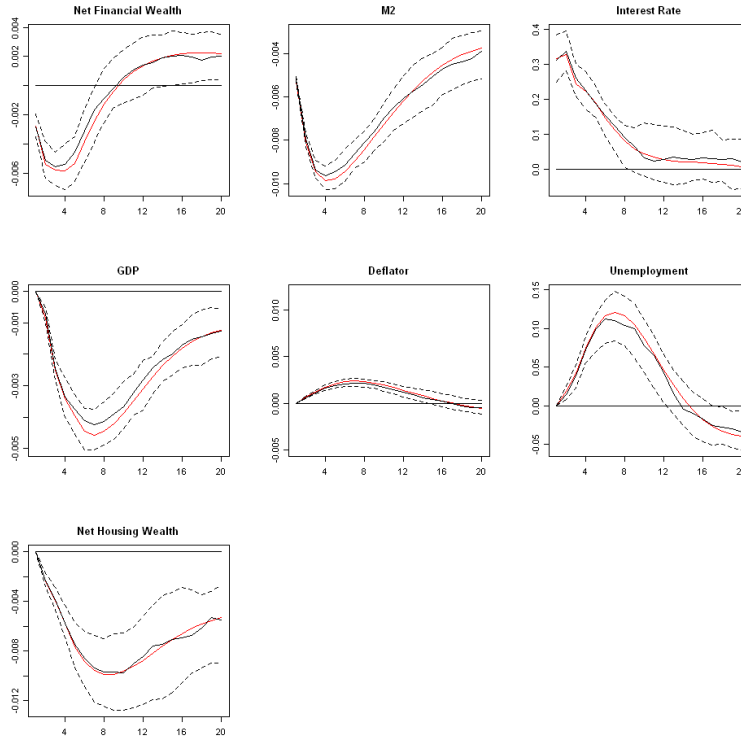 Net Financial Wealth
0.004
0.002
-0.002
-0.006
4 8 12 16 20
M2
-0.004
-0.006
-0.008
-0.010
4 8 12 16 20
Interest Rate
0.4
0.3
0.2
0.1
0.0
4 8 12 16 20
GDP
0.000
-0.001
-0.003
-0.005
4 8 12 16 20
Deflator
0.010
0.005
0.000
-0.005
4 8 12 16 20
Unemployment
0.15
0.10
0.05
0.00
-0.05
4 8 12 16 20
Net Housing Wealth
0.000
-0.004
-0.008
-0.012
4 8 12 16 20